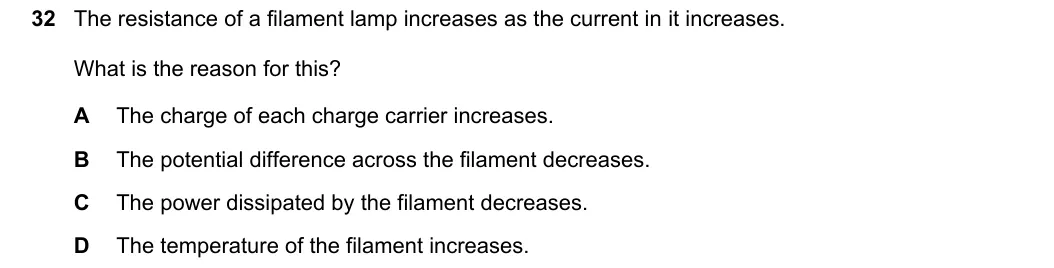 32 The resistance of a filament lamp increases as the current in it increases.
What is the reason for this?
A The charge of each charge carrier increases.
B The potential difference across the filament decreases.
C The power dissipated by the filament decreases.
D The temperature of the filament increases.